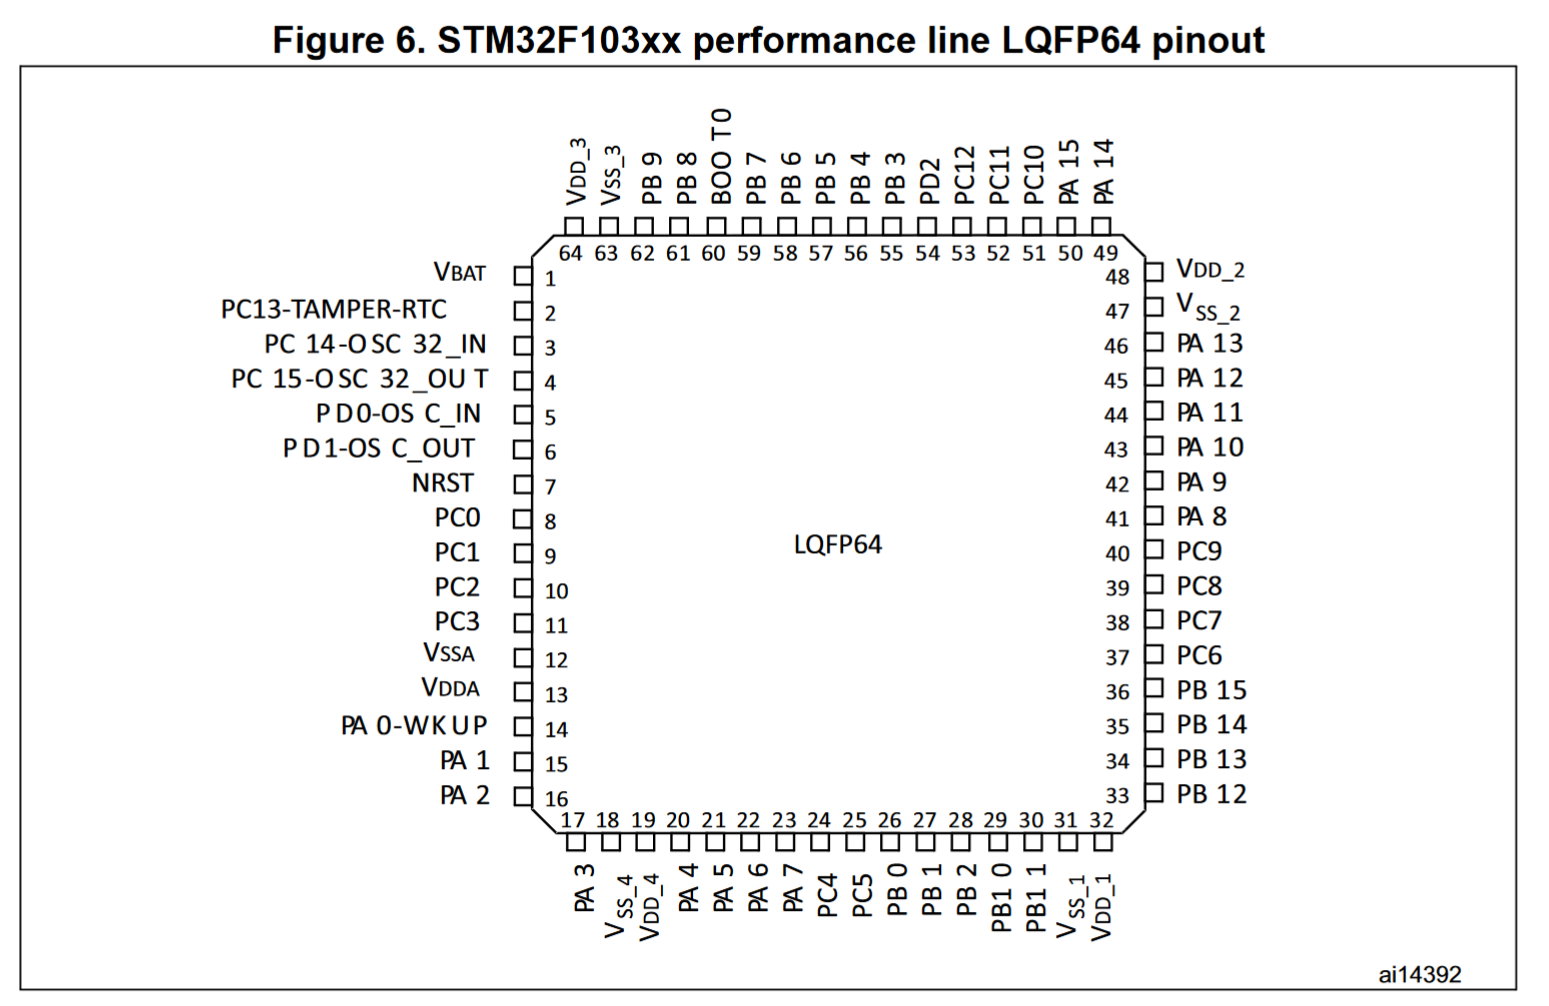 Figure 6. STM32F103xx performance line LQFP64 pinout
VDD_3 VSS_3 PB 9 PB 8 BOO T0 PB 7 PB 6 PB 5 PB 4 PB 3 PD2 PC12 PC11 PC10 PA 15 PA 14
64 63 62 61 60 59 58 57 56 55 54 53 52 51 50 49
VBAT 1 48 VDD_2
PC13-TAMPER-RTC 2 47 VSS_2
PC 14-O SC 32_IN 3 46 PA 13
PC 15-O SC 32_OU T 4 45 PA 12
P D0-OS C_IN 5 44 PA 11
P D1-OS C_OUT 6 43 PA 10
NRST 7 42 PA 9
PC0 8 41 PA 8
PC1 9 40 PC9
LQFP64
PC2 10 39 PC8
PC3 11 38 PC7
VSSA 12 37 PC6
VDDA 13 36 PB 15
PA 0-WK UP 14 35 PB 14
PA 1 15 34 PB 13
PA 2 16 33 PB 12
17 18 19 20 21 22 23 24 25 26 27 28 29 30 31 32
PA 3 VSS_4 VDD_4 PA 4 PA 5 PA 6 PA 7 PC4 PC5 PB 0 PB 1 PB 2 PB1 0 PB1 1 VSS_1 VDD_1
ai14392